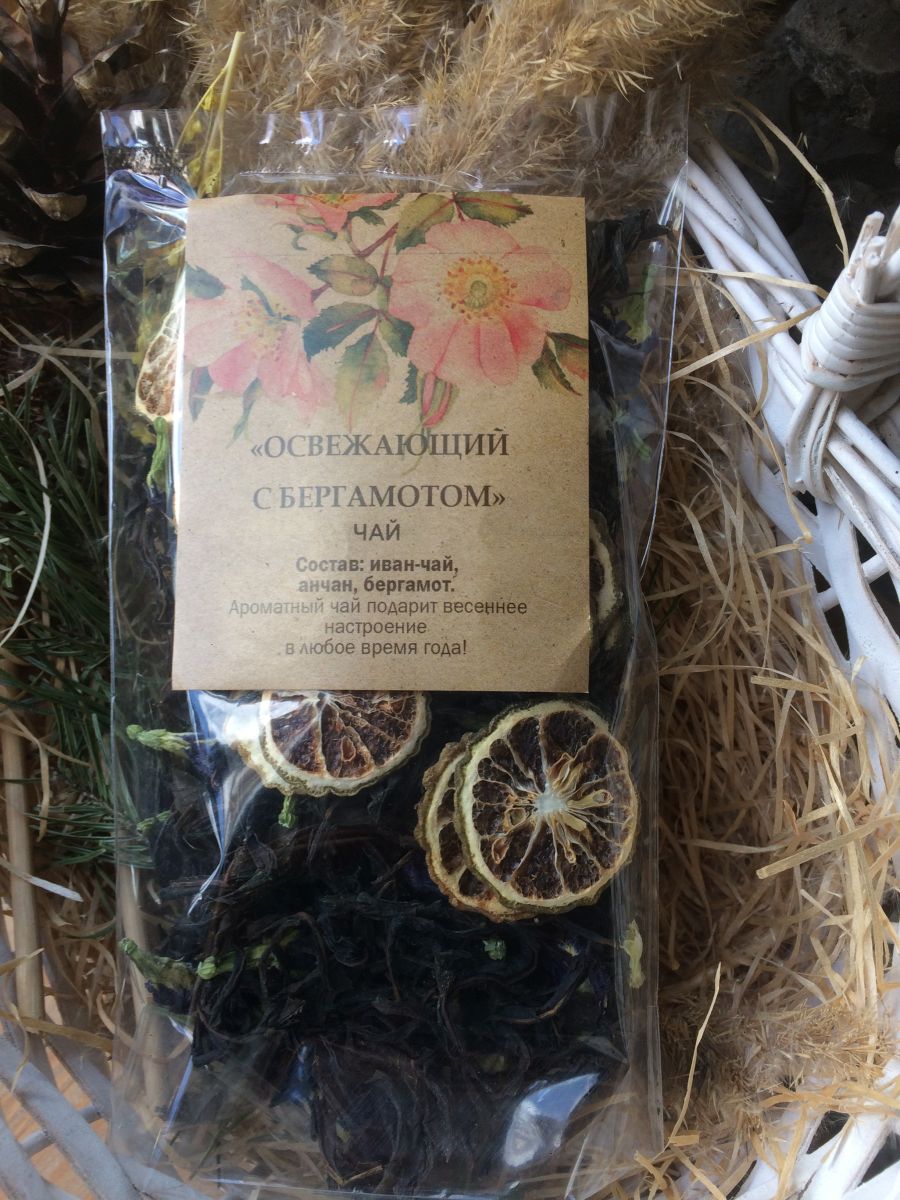 «ОСВЕЖАЮЩИЙ
С БЕРГАМОТОМ»
ЧАЙ
Состав: иван-чай,
анчан, бергамот.
Ароматный чай подарит весеннее
настроение
в любое время года!